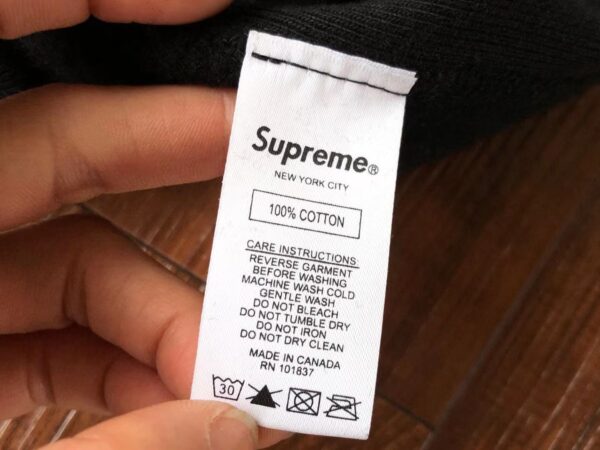 Supreme®
NEW YORK CITY
100% COTTON
CARE INSTRUCTIONS
REVERSE GARMENT
BEFORE WASHING
MACHINE WASH COLD
GENTLE WASH
DO NOT BLEACH
DO NOT TUMBLE DRY
DO NOT IRON
DO NOT DRY CLEAN
MADE IN CANADA
RN 101837
30